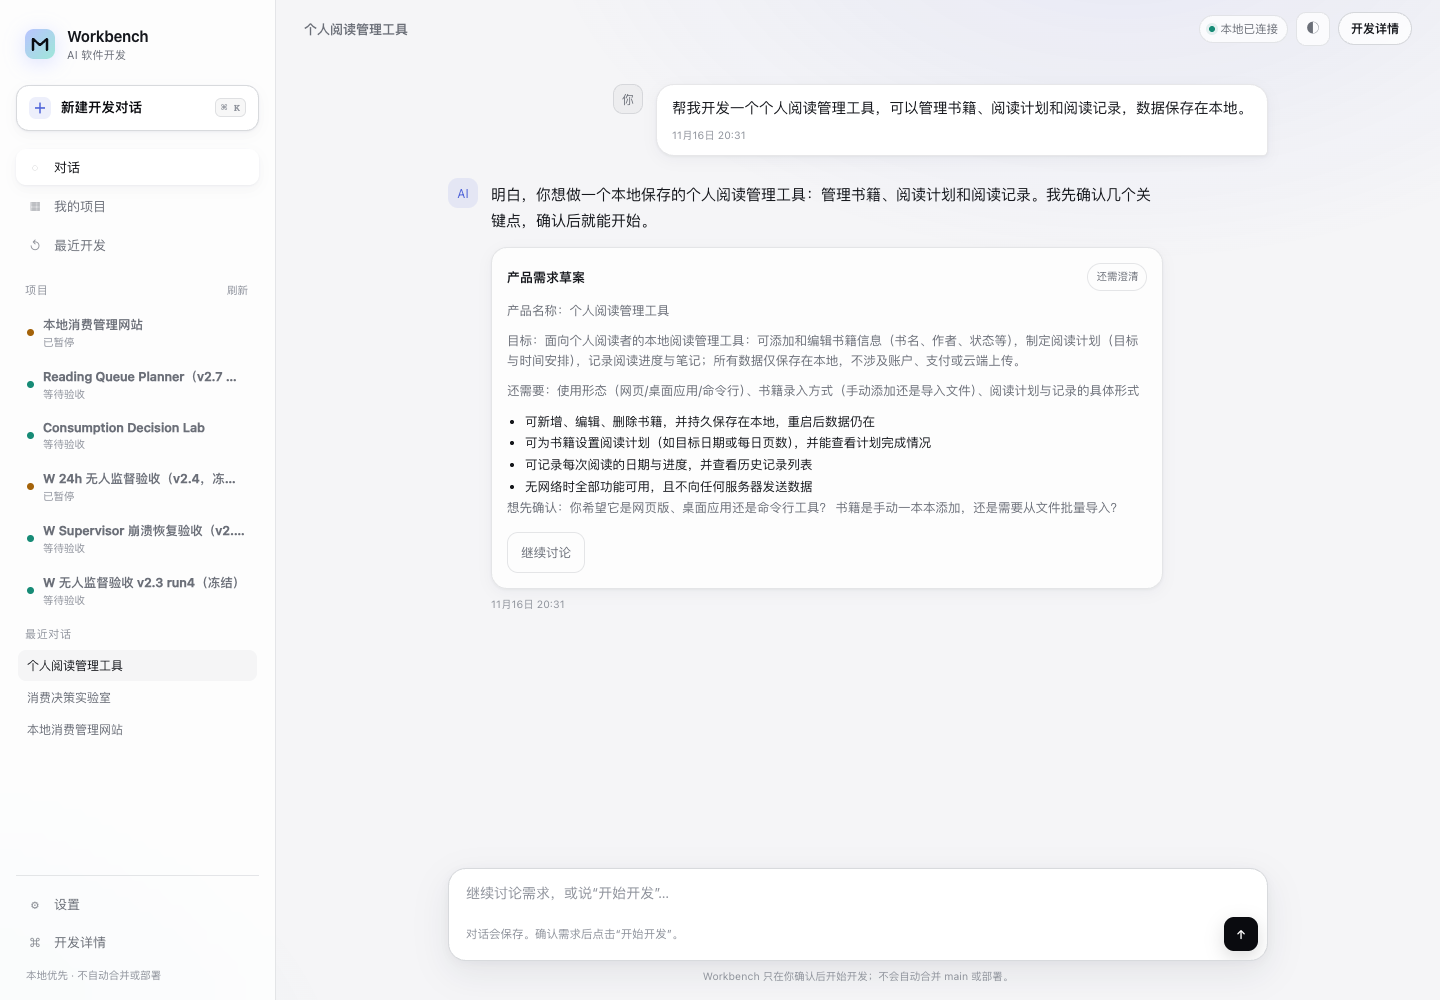 Workbench
AI 软件开发
新建开发对话
⌘ K
对话
我的项目
最近开发
项目
刷新
本地消费管理网站
已暂停
Reading Queue Planner（v2.7 ...
等待验收
Consumption Decision Lab
等待验收
W 24h 无人监督验收（v2.4，冻...
已暂停
W Supervisor 崩溃恢复验收（v2....
等待验收
W 无人监督验收 v2.3 run4（冻结）
等待验收
最近对话
个人阅读管理工具
消费决策实验室
本地消费管理网站
设置
⌘ 开发详情
本地优先 · 不自动合并或部署
个人阅读管理工具
本地已连接
开发详情
你
帮我开发一个个人阅读管理工具，可以管理书籍、阅读计划和阅读记录，数据保存在本地。
11月16日 20:31
AI
明白，你想做一个本地保存的个人阅读管理工具：管理书籍、阅读计划和阅读记录。我先确认几个关
键点，确认后就能开始。
产品需求草案
还需澄清
产品名称：个人阅读管理工具
目标：面向个人阅读者的本地阅读管理工具：可添加和编辑书籍信息（书名、作者、状态等），制定阅读计划（目标
与时间安排），记录阅读进度与笔记；所有数据仅保存在本地，不涉及账户、支付或云端上传。
还需要：使用形态（网页/桌面应用/命令行）、书籍录入方式（手动添加还是导入文件）、阅读计划与记录的具体形式
• 可新增、编辑、删除书籍，并持久保存在本地，重启后数据仍在
• 可为书籍设置阅读计划（如目标日期或每日页数），并能查看计划完成情况
• 可记录每次阅读的日期与进度，并查看历史记录列表
• 无网络时全部功能可用，且不向任何服务器发送数据
想先确认：你希望它是网页版、桌面应用还是命令行工具？ 书籍是手动一本本添加，还是需要从文件批量导入？
继续讨论
11月16日 20:31
继续讨论需求，或说“开始开发”…
对话会保存。确认需求后点击“开始开发”。
Workbench 只在你确认后开始开发；不会自动合并 main 或部署。